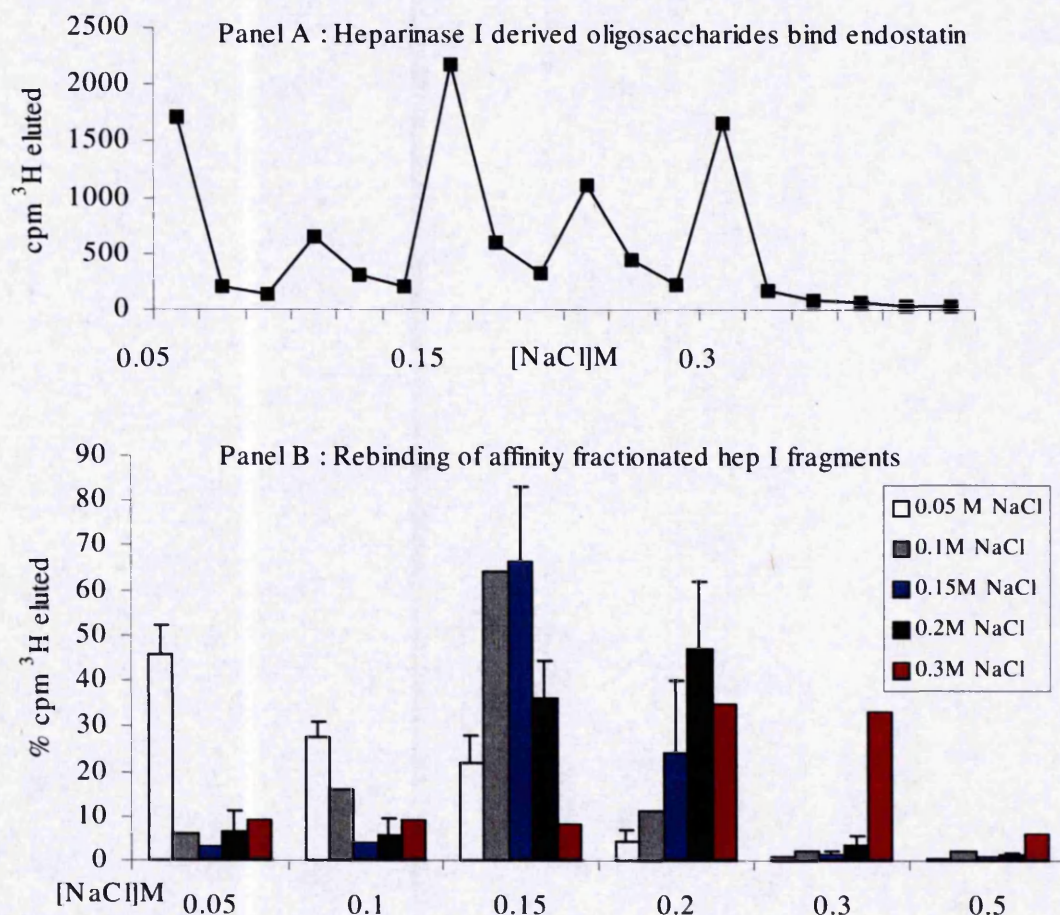 Panel A : Heparinase I derived oligosaccharides bind endostatin
2500
2000
1500
1000
500
0
cpm ³H eluted
0.05 0.15 [NaCl]M 0.3
Panel B : Rebinding of affinity fractionated hep I fragments
90
80
70
60
50
40
30
20
10
0
% cpm ³H eluted
0.05 M NaCl
0.1M NaCl
0.15M NaCl
0.2M NaCl
0.3M NaCl
[NaCl]M 0.05 0.1 0.15 0.2 0.3 0.5